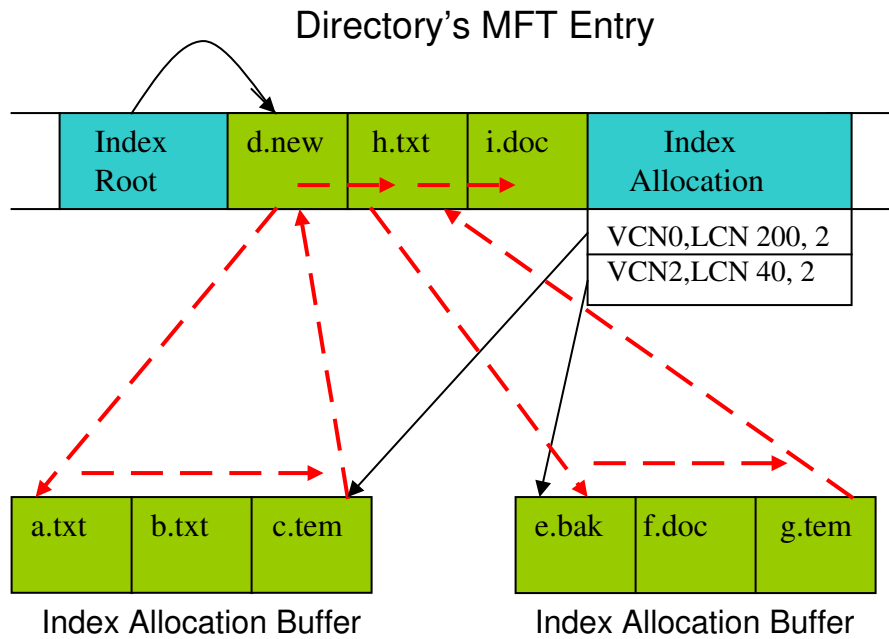 Directory's MFT Entry
Index Root
d.new
h.txt
i.doc
Index Allocation
VCN0,LCN 200, 2
VCN2,LCN 40, 2
a.txt
b.txt
c.tem
e.bak
f.doc
g.tem
Index Allocation Buffer
Index Allocation Buffer